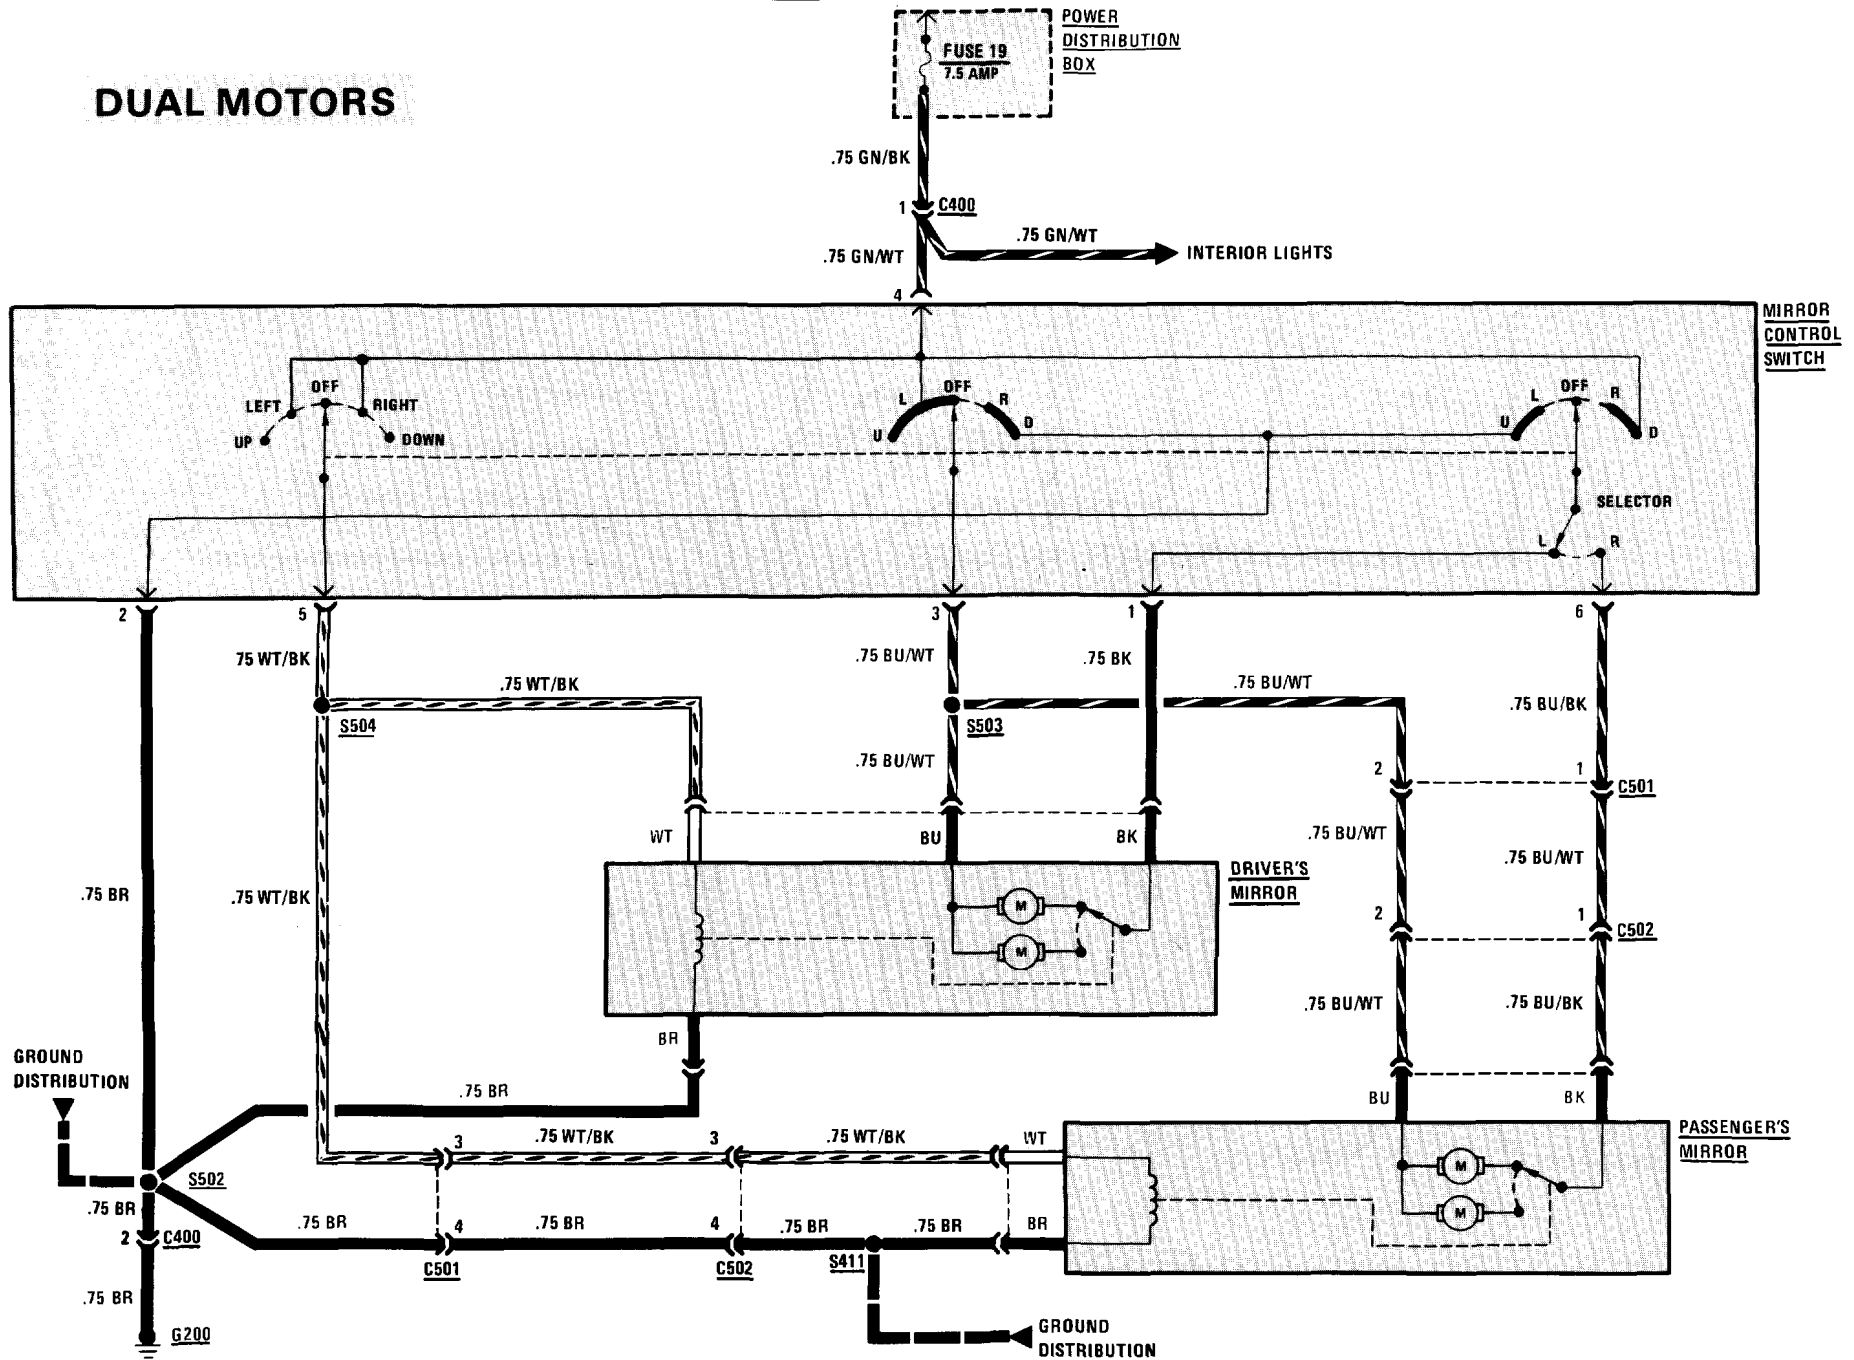 POWER
DISTRIBUTION
BOX
FUSE 19
7.5 AMP
DUAL MOTORS
.75 GN/BK
1 C400
.75 GN/WT
.75 GN/WT
INTERIOR LIGHTS
4
MIRROR
CONTROL
SWITCH
LEFT OFF RIGHT
UP DOWN
L OFF R
U D
L OFF R
U D
SELECTOR
L R
2 5 3 1 6
75 WT/BK
.75 BU/WT
.75 BK
.75 WT/BK
.75 BU/WT
.75 BU/BK
S504
S503
.75 BU/WT
2 1 C501
WT BU BK
.75 BU/WT
.75 BU/WT
DRIVER'S
MIRROR
.75 BR
.75 WT/BK
M
M
2 1 C502
.75 BU/WT
.75 BU/BK
BR
GROUND
DISTRIBUTION
.75 BR
BU BK
3 .75 WT/BK 3 .75 WT/BK WT
PASSENGER'S
MIRROR
M
M
S502
.75 BR
.75 BR 4 .75 BR 4 .75 BR .75 BR BR
2 C400
C501 C502 S411
.75 BR
G200
GROUND
DISTRIBUTION